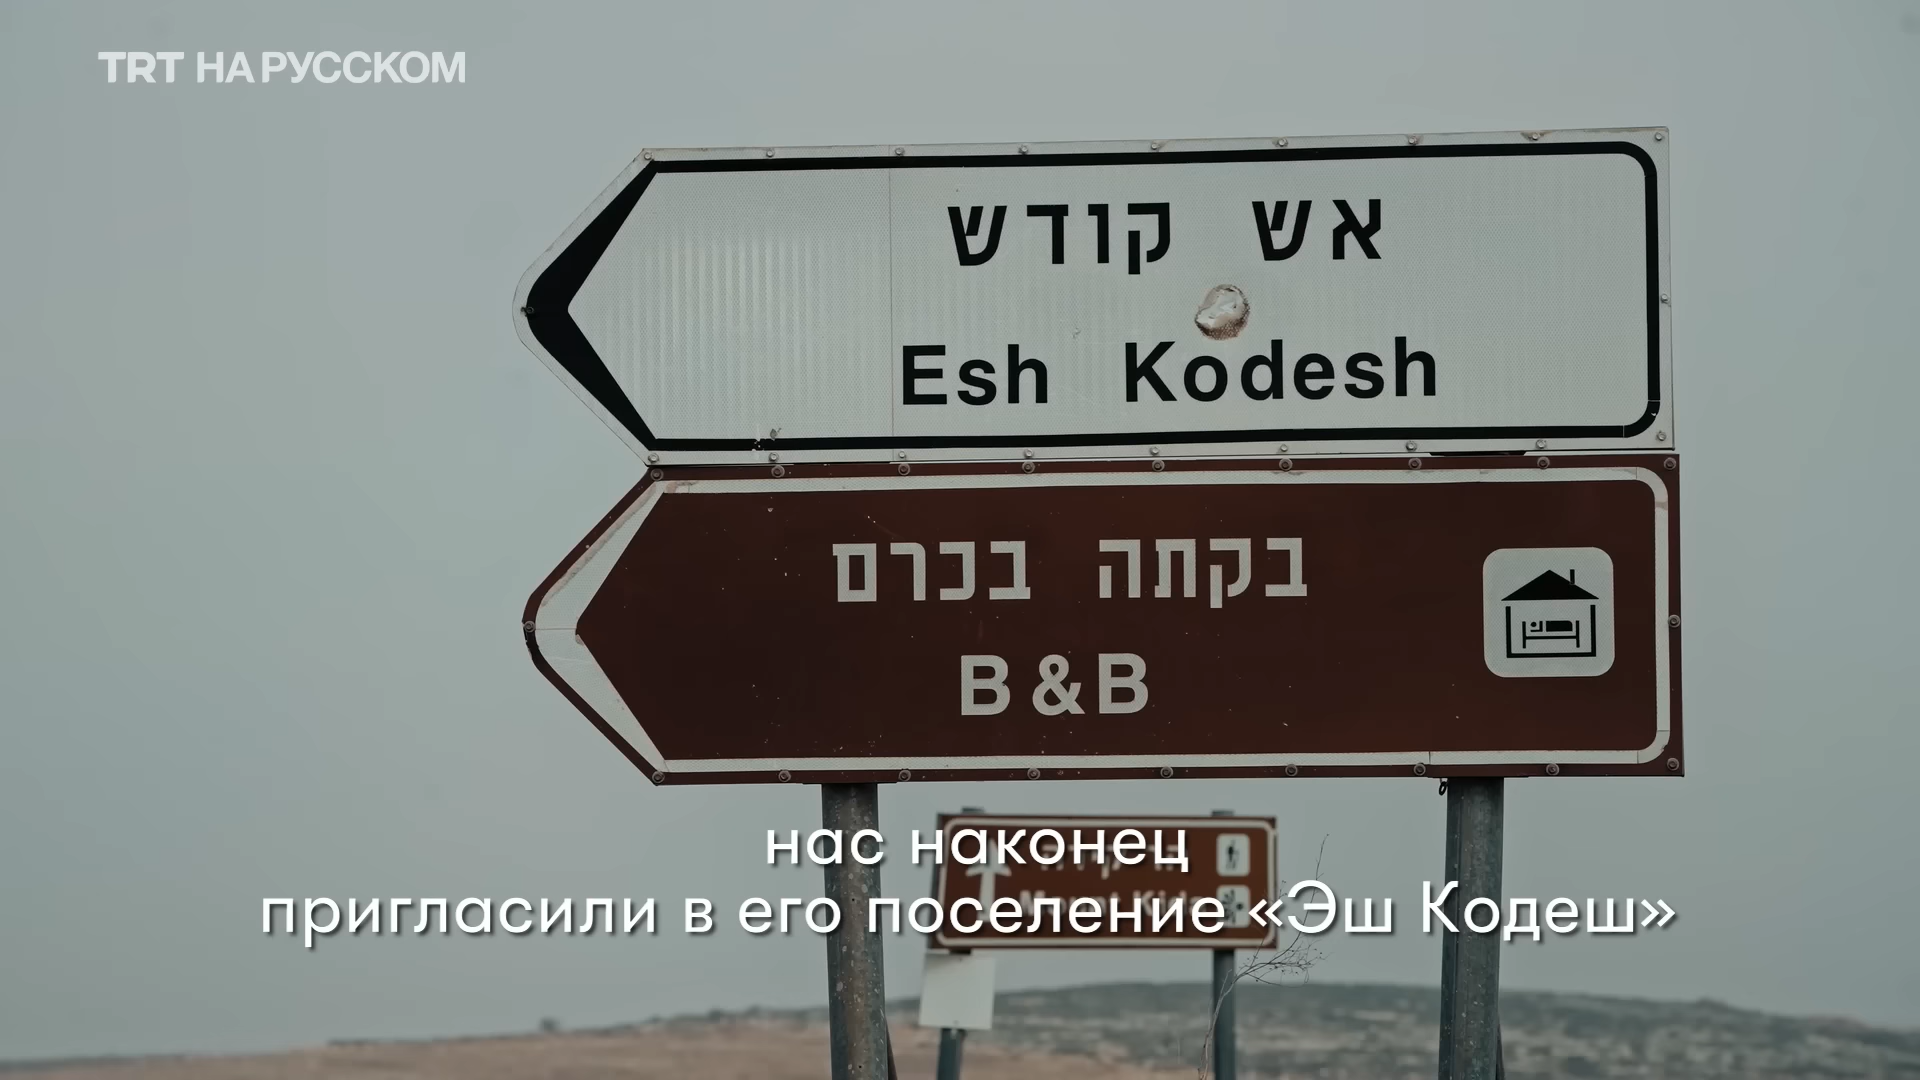 TRT НА РУССКОМ
אש קודש
Esh Kodesh
בקתה בכרם
B&B
нас наконец
пригласили в его поселение «Эш Кодеш»